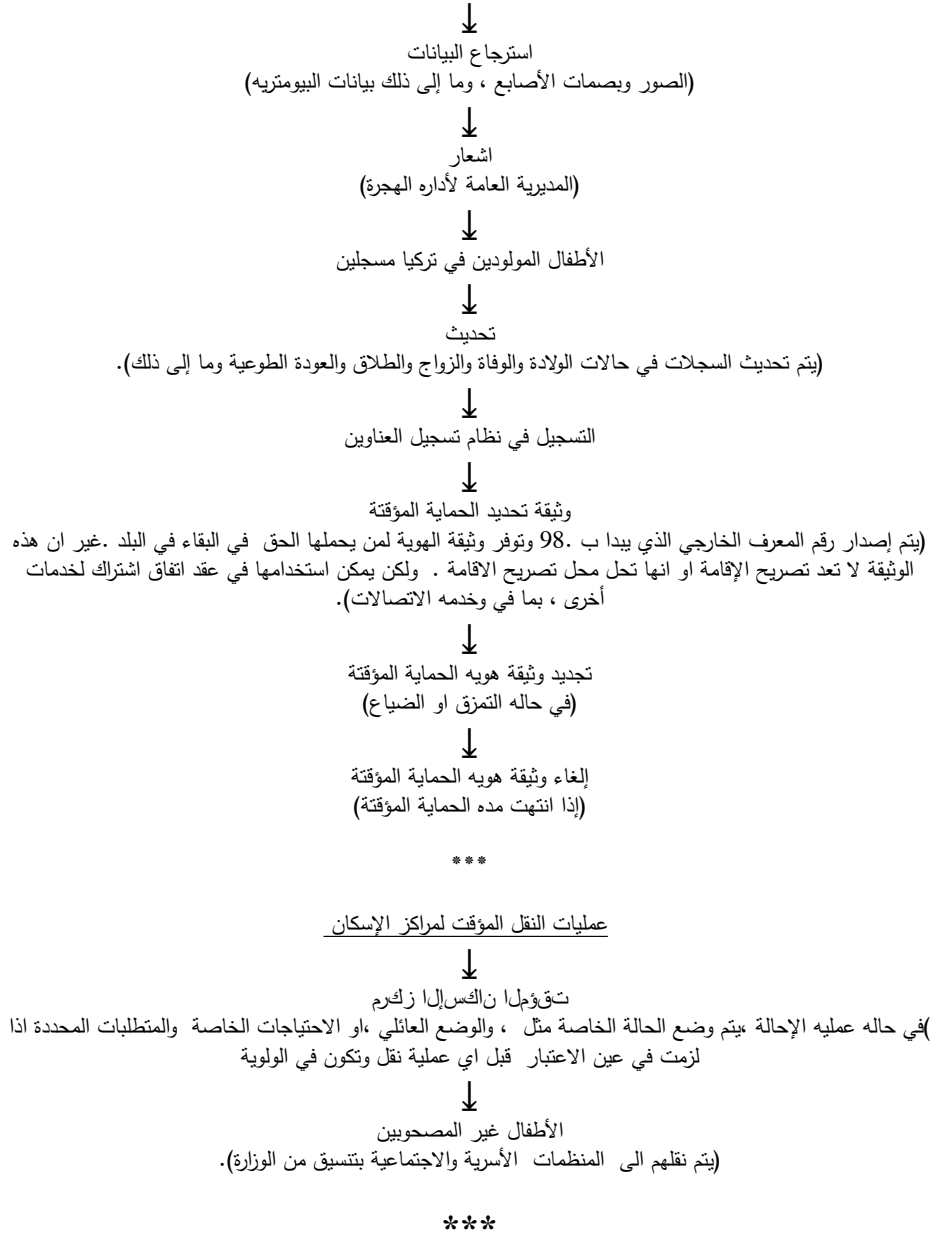 ↓
استرجاع البيانات
(الصور وبصمات الأصابع ، وما إلى ذلك بيانات البيومتريه)
↓
اشعار
(المديرية العامة لأداره الهجرة)
↓
الأطفال المولودين في تركيا مسجلين
↓
تحديث
(يتم تحديث السجلات في حالات الولادة والوفاة والزواج والطلاق والعودة الطوعية وما إلى ذلك).
↓
التسجيل في نظام تسجيل العناوين
↓
وثيقة تحديد الحماية المؤقتة
(يتم إصدار رقم المعرف الخارجي الذي يبدا ب .98 وتوفر وثيقة الهوية لمن يحملها الحق في البقاء في البلد .غير ان هذه
الوثيقة لا تعد تصريح الإقامة او انها تحل محل تصريح الاقامة . ولكن يمكن استخدامها في عقد اتفاق اشتراك لخدمات
أخرى ، بما في وخدمه الاتصالات).
↓
تجديد وثيقة هويه الحماية المؤقتة
(في حاله التمزق او الضياع)
↓
إلغاء وثيقة هويه الحماية المؤقتة
(إذا انتهت مده الحماية المؤقتة)
***
عمليات النقل المؤقت لمراكز الإسكان
↓
تقؤملا ناكسإلا زكرم
)في حاله عمليه الإحالة ،يتم وضع الحالة الخاصة مثل ، والوضع العائلي ،او الاحتياجات الخاصة والمتطلبات المحددة اذا
لزمت في عين الاعتبار قبل اي عملية نقل وتكون في الولوية
↓
الأطفال غير المصحوبين
(يتم نقلهم الى المنظمات الأسرية والاجتماعية بتنسيق من الوزارة).
***